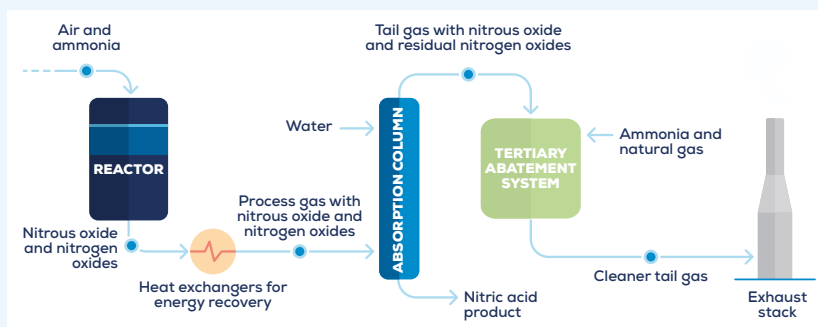 Air and
ammonia
REACTOR
Nitrous oxide
and nitrogen
oxides
Heat exchangers for
energy recovery
Process gas with
nitrous oxide and
nitrogen oxides
Water
ABSORPTION COLUMN
Nitric acid
product
Tail gas with nitrous oxide
and residual nitrogen oxides
TERTIARY
ABATEMENT
SYSTEM
Ammonia and
natural gas
Cleaner tail gas
Exhaust
stack